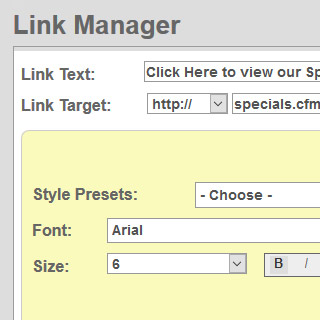 Link Manager
Link Text: Click Here to view our Sp
Link Target: http:// specials.cfm
Style Presets: - Choose -
Font: Arial
Size: 6 B I